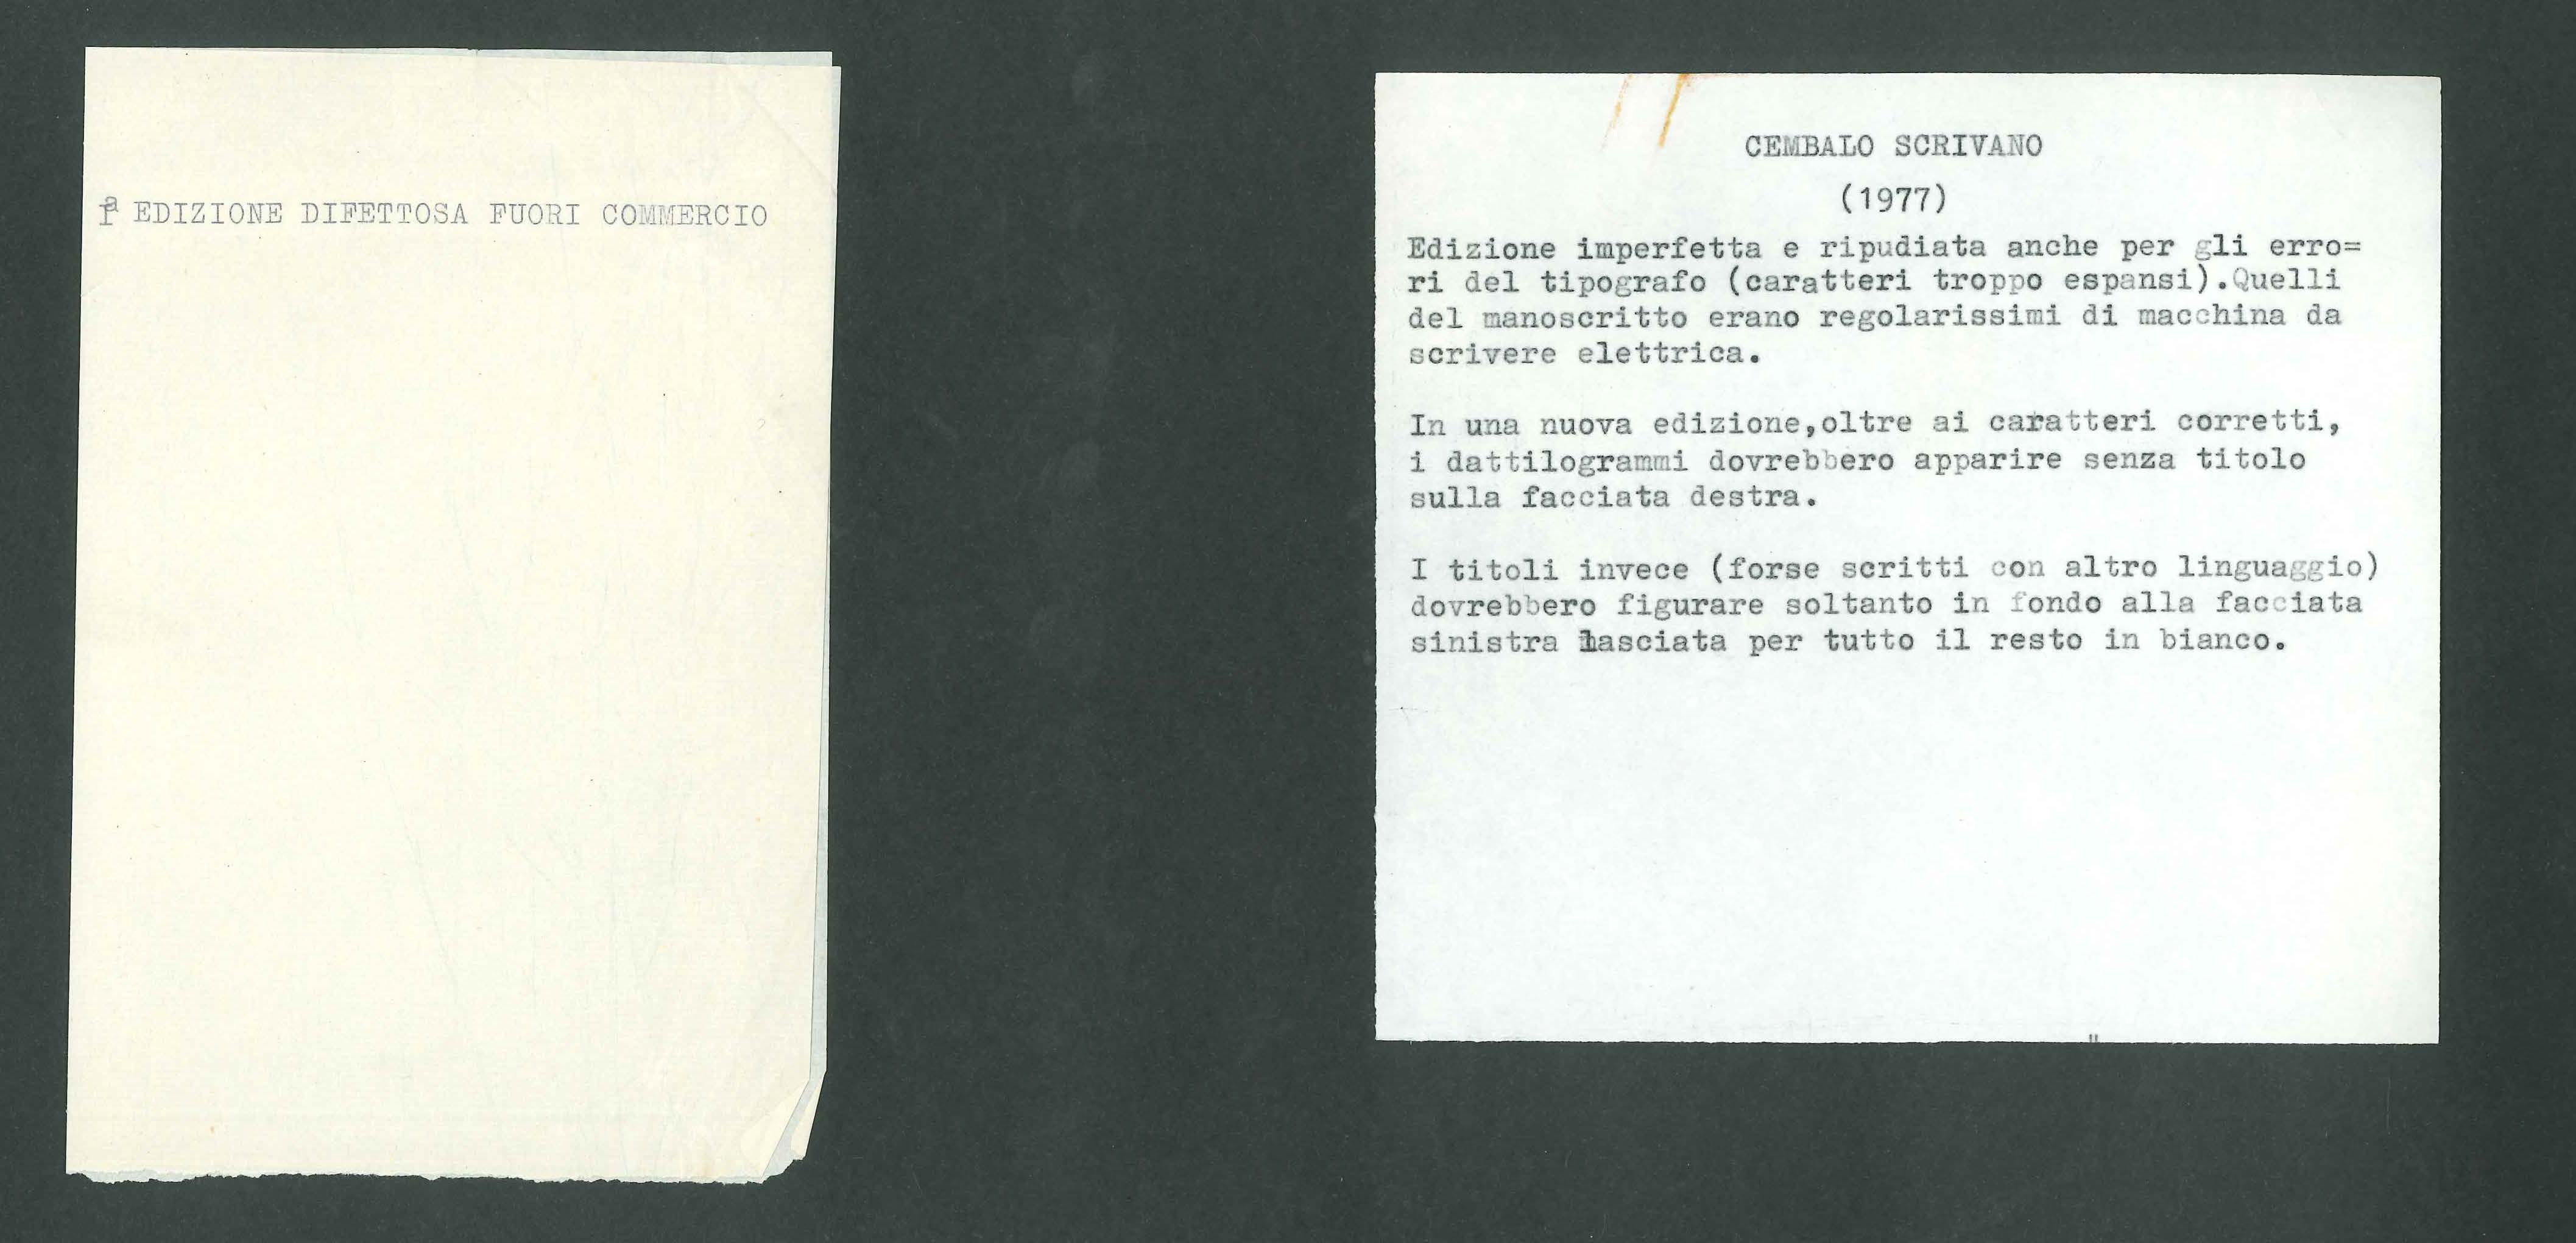 1ª EDIZIONE DIFETTOSA FUORI COMMERCIO
CEMBALO SCRIVANO
(1977)
Edizione imperfetta e ripudiata anche per gli erro=
ri del tipografo (caratteri troppo espansi).Quelli
del manoscritto erano regolarissimi di macchina da
scrivere elettrica.
In una nuova edizione,oltre ai caratteri corretti,
i dattilogrammi dovrebbero apparire senza titolo
sulla facciata destra.
I titoli invece (forse scritti con altro linguaggio)
dovrebbero figurare soltanto in fondo alla facciata
sinistra lasciata per tutto il resto in bianco.